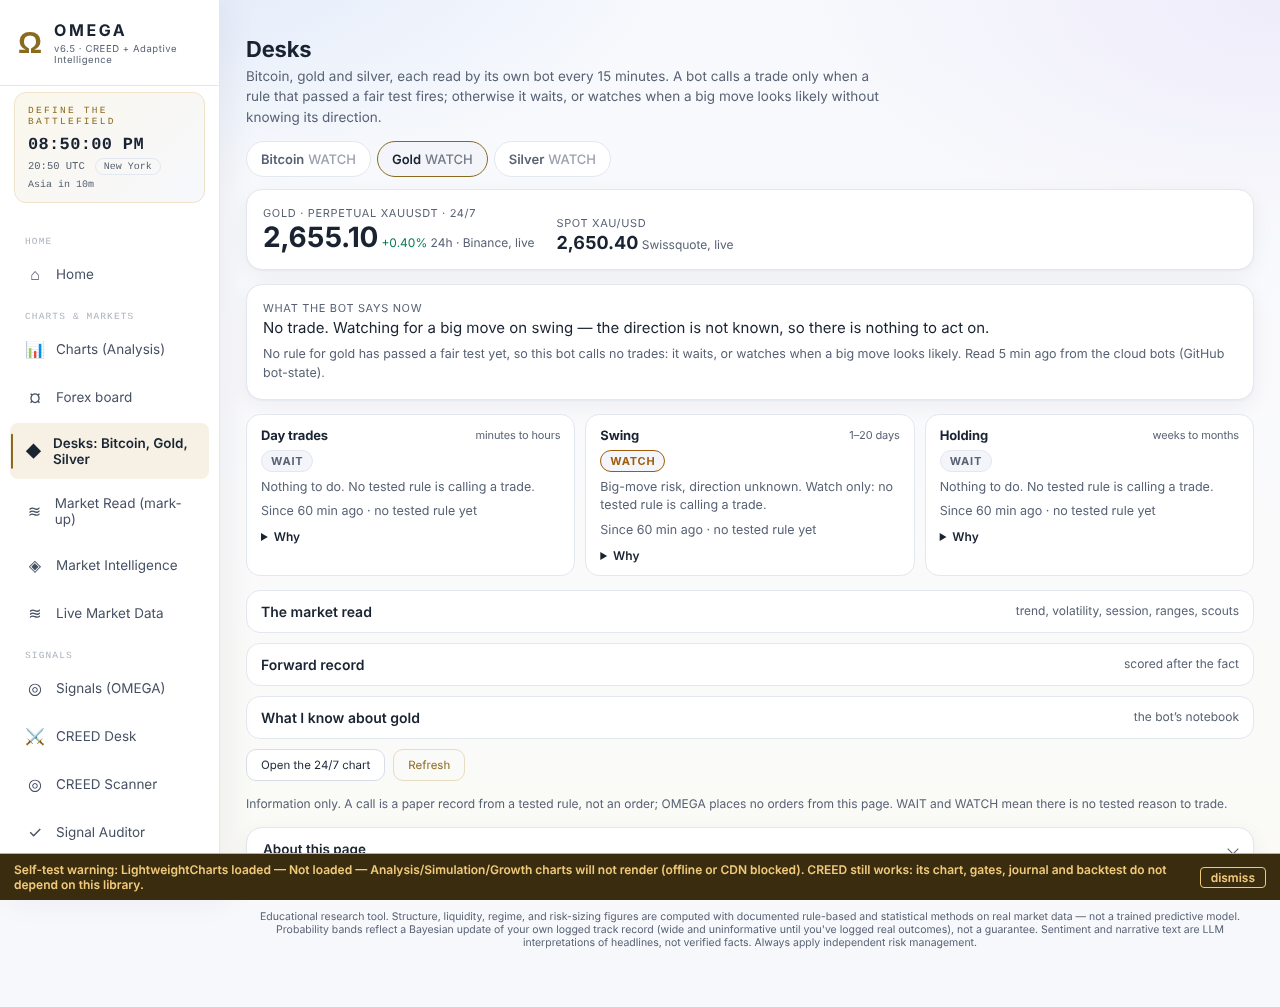 Ω
OMEGA
v6.5 · CREED + Adaptive
Intelligence
DEFINE THE
BATTLEFIELD
08:50:00 PM
20:50 UTC New York
Asia in 10m
HOME
Home
CHARTS & MARKETS
Charts (Analysis)
Forex board
Desks: Bitcoin, Gold,
Silver
Market Read (mark-
up)
Market Intelligence
Live Market Data
SIGNALS
Signals (OMEGA)
CREED Desk
CREED Scanner
Signal Auditor
Desks
Bitcoin, gold and silver, each read by its own bot every 15 minutes. A bot calls a trade only when a
rule that passed a fair test fires; otherwise it waits, or watches when a big move looks likely without
knowing its direction.
Bitcoin WATCH Gold WATCH Silver WATCH
GOLD · PERPETUAL XAUUSDT · 24/7
2,655.10 +0.40% 24h · Binance, live
SPOT XAU/USD
2,650.40 Swissquote, live
WHAT THE BOT SAYS NOW
No trade. Watching for a big move on swing — the direction is not known, so there is nothing to act on.
No rule for gold has passed a fair test yet, so this bot calls no trades: it waits, or watches when a big move looks likely. Read 5 min ago from the cloud bots (GitHub
bot-state).
Day trades minutes to hours
WAIT
Nothing to do. No tested rule is calling a trade.
Since 60 min ago · no tested rule yet
Why
Swing 1–20 days
WATCH
Big-move risk, direction unknown. Watch only: no
tested rule is calling a trade.
Since 60 min ago · no tested rule yet
Why
Holding weeks to months
WAIT
Nothing to do. No tested rule is calling a trade.
Since 60 min ago · no tested rule yet
Why
The market read trend, volatility, session, ranges, scouts
Forward record scored after the fact
What I know about gold the bot's notebook
Open the 24/7 chart Refresh
Information only. A call is a paper record from a tested rule, not an order; OMEGA places no orders from this page. WAIT and WATCH mean there is no tested reason to trade.
About this page
Self-test warning: LightweightCharts loaded — Not loaded — Analysis/Simulation/Growth charts will not render (offline or CDN blocked). CREED still works: its chart, gates, journal and backtest do not
depend on this library.
dismiss
Educational research tool. Structure, liquidity, regime, and risk-sizing figures are computed with documented rule-based and statistical methods on real market data — not a trained predictive model.
Probability bands reflect a Bayesian update of your own logged track record (wide and uninformative until you've logged real outcomes), not a guarantee. Sentiment and narrative text are LLM
interpretations of headlines, not verified facts. Always apply independent risk management.